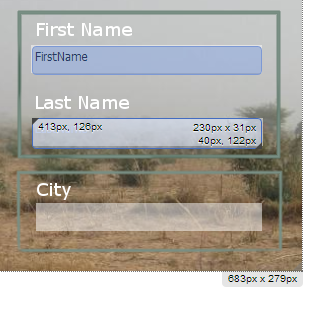 First Name
FirstName
Last Name
413px, 126px
230px x 31px
40px, 122px
City
683px x 279px